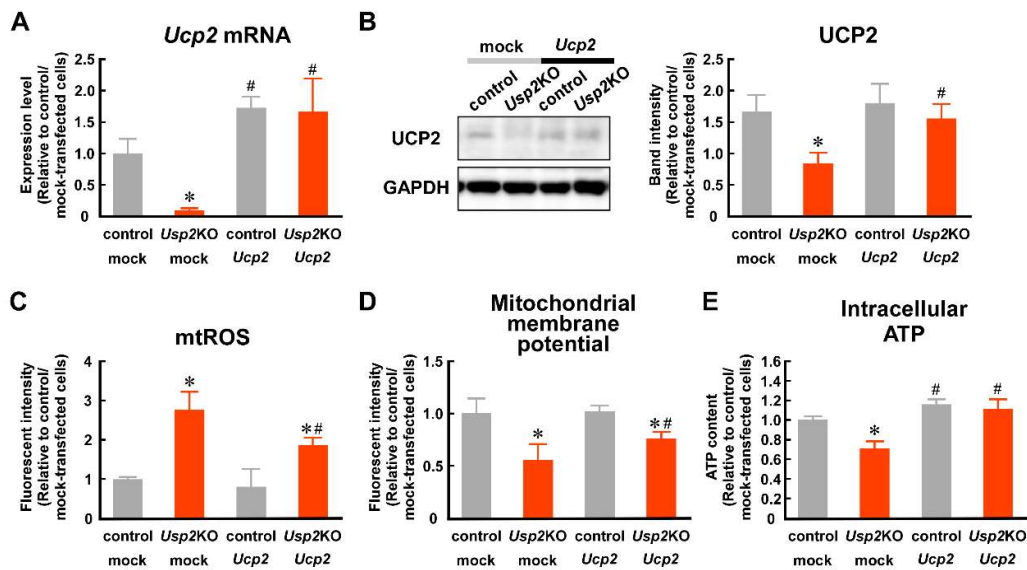 A
Ucp2 mRNA
Expression level
(Relative to control/
mock-transfected cells)
2.5
2.0
1.5
1.0
0.5
0
*
#
#
control Usp2KO control Usp2KO
mock mock Ucp2 Ucp2
B
mock Ucp2
control Usp2KO control Usp2KO
UCP2
GAPDH
UCP2
Band intensity
(Relative to control/
mock-transfected cells)
2.5
2.0
1.5
1.0
0.5
0
*
#
control Usp2KO control Usp2KO
mock mock Ucp2 Ucp2
C
mtROS
Fluorescent intensity
(Relative to control/
mock-transfected cells)
4
3
2
1
0
*
*#
control Usp2KO control Usp2KO
mock mock Ucp2 Ucp2
D
Mitochondrial
membrane
potential
Fluorescent intensity
(Relative to control/
mock-transfected cells)
1.5
1.0
0.5
0
*
*#
control Usp2KO control Usp2KO
mock mock Ucp2 Ucp2
E
Intracellular
ATP
ATP content
(Relative to control/
mock-transfected cells)
1.6
1.4
1.2
1.0
0.8
0.6
0.4
1.2
0
*
#
#
control Usp2KO control Usp2KO
mock mock Ucp2 Ucp2